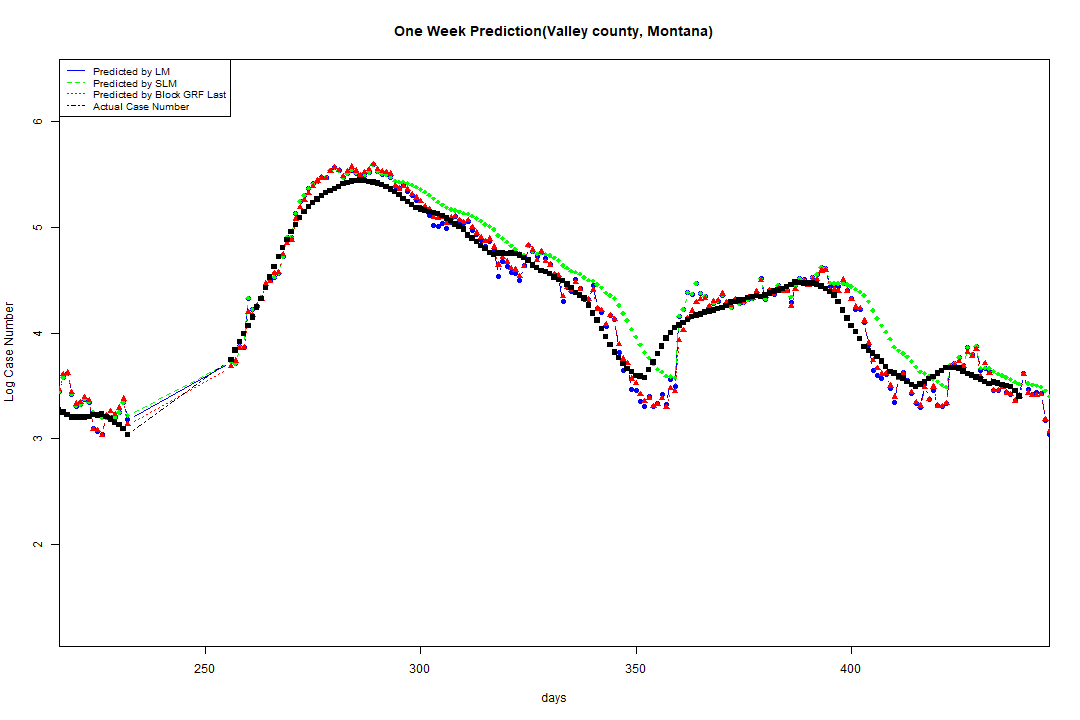 One Week Prediction(Valley county, Montana)
Predicted by LM
Predicted by SLM
Predicted by Block GRF Last
Actual Case Number
6
5
4
3
2
Log Case Number
250
300
350
400
days